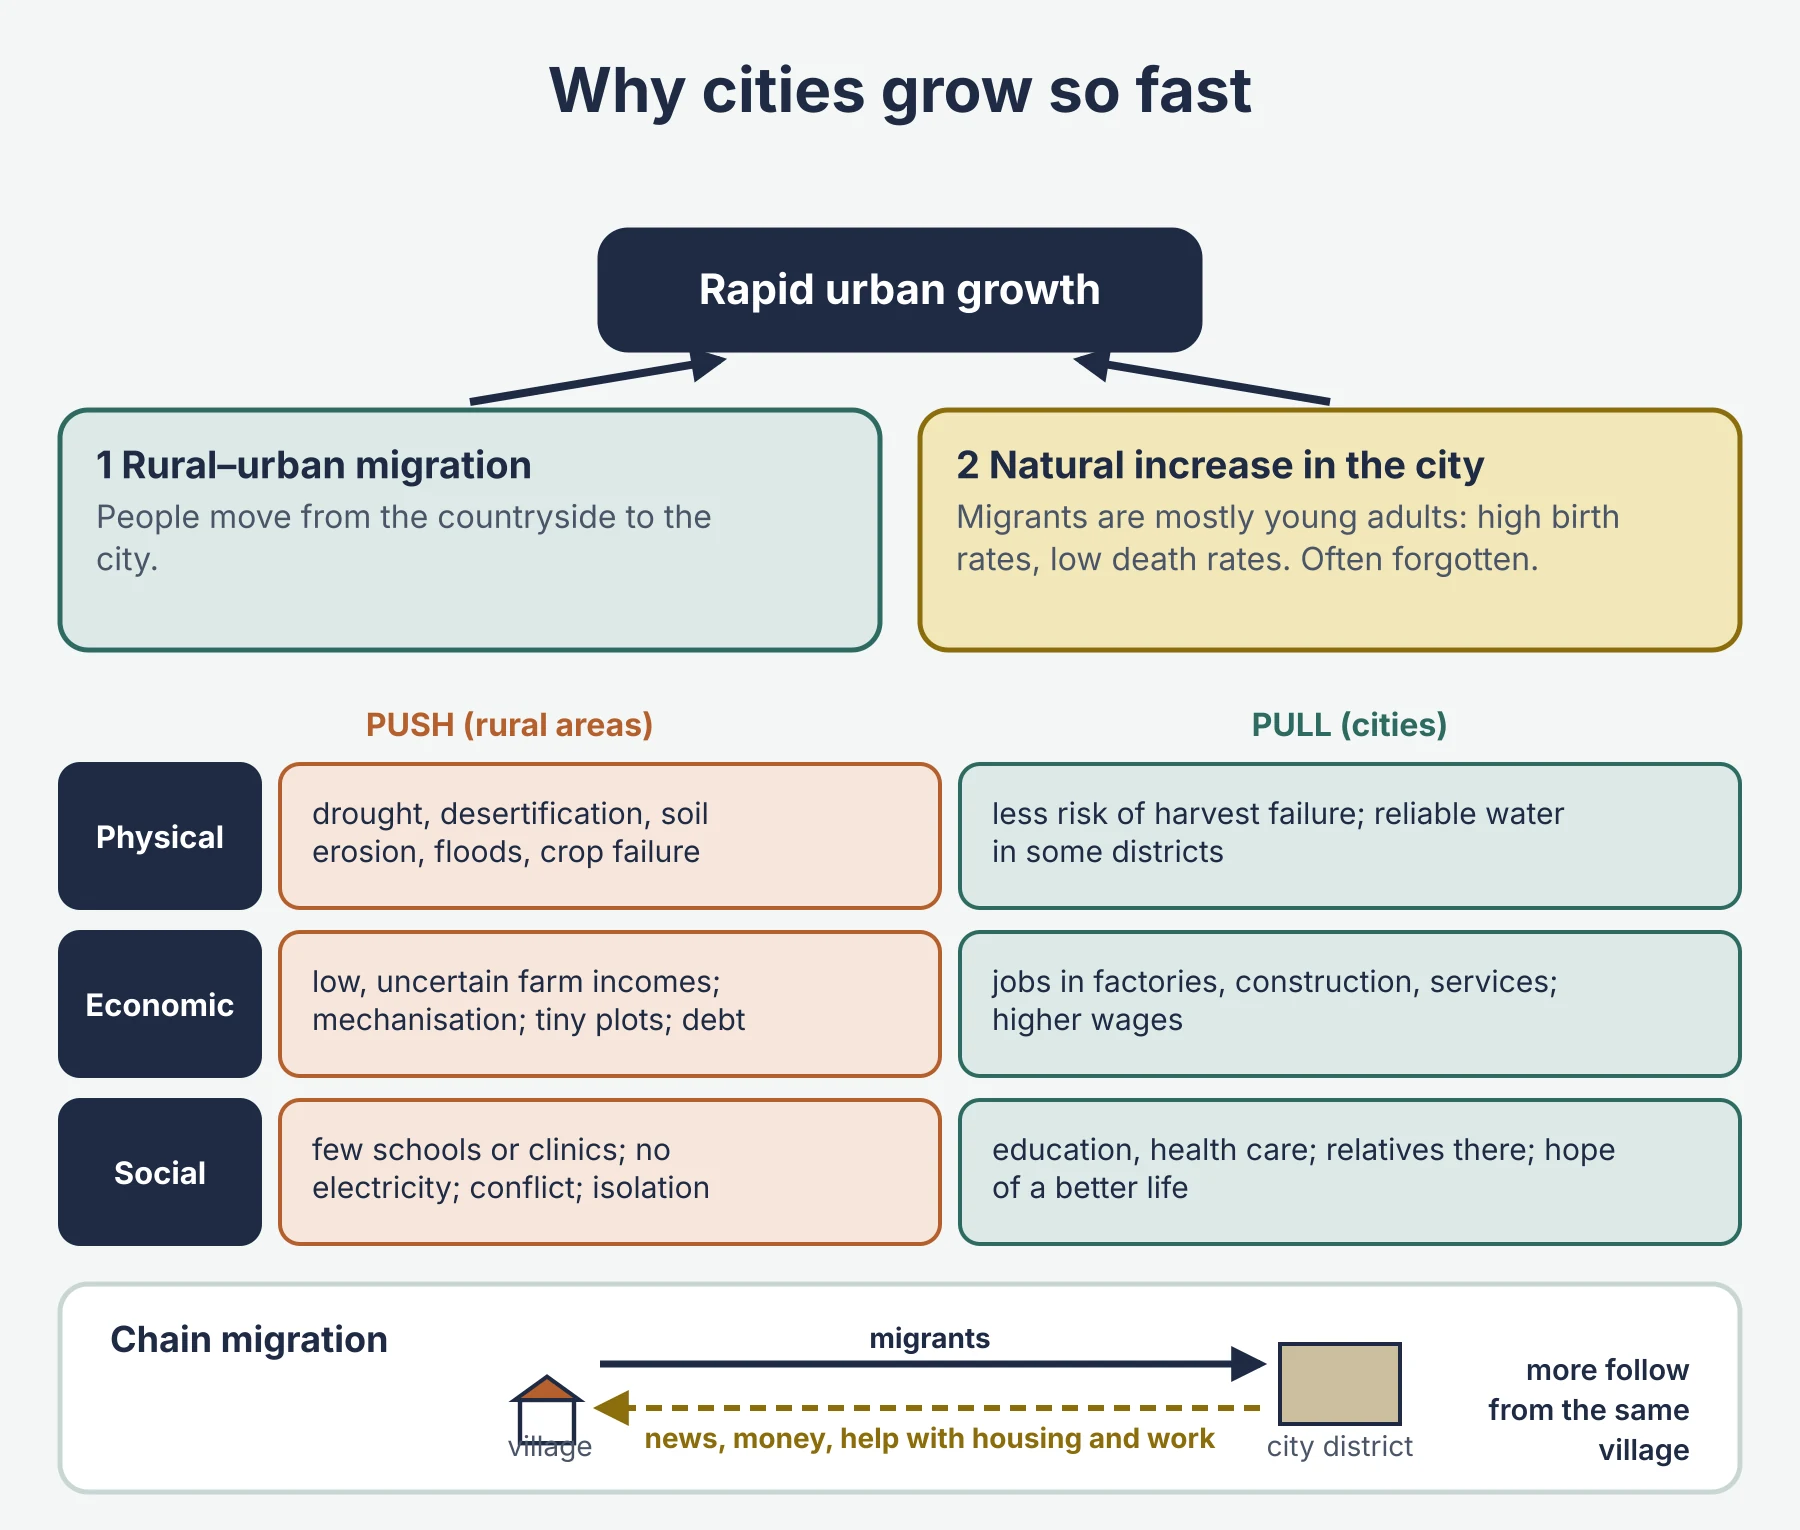 Why cities grow so fast
Rapid urban growth
1 Rural–urban migration
People move from the countryside to the
city.
2 Natural increase in the city
Migrants are mostly young adults: high birth
rates, low death rates. Often forgotten.
PUSH (rural areas)
PULL (cities)
Physical
drought, desertification, soil
erosion, floods, crop failure
less risk of harvest failure; reliable water
in some districts
Economic
low, uncertain farm incomes;
mechanisation; tiny plots; debt
jobs in factories, construction, services;
higher wages
Social
few schools or clinics; no
electricity; conflict; isolation
education, health care; relatives there; hope
of a better life
Chain migration
migrants
news, money, help with housing and work
village
city district
more follow
from the same
village